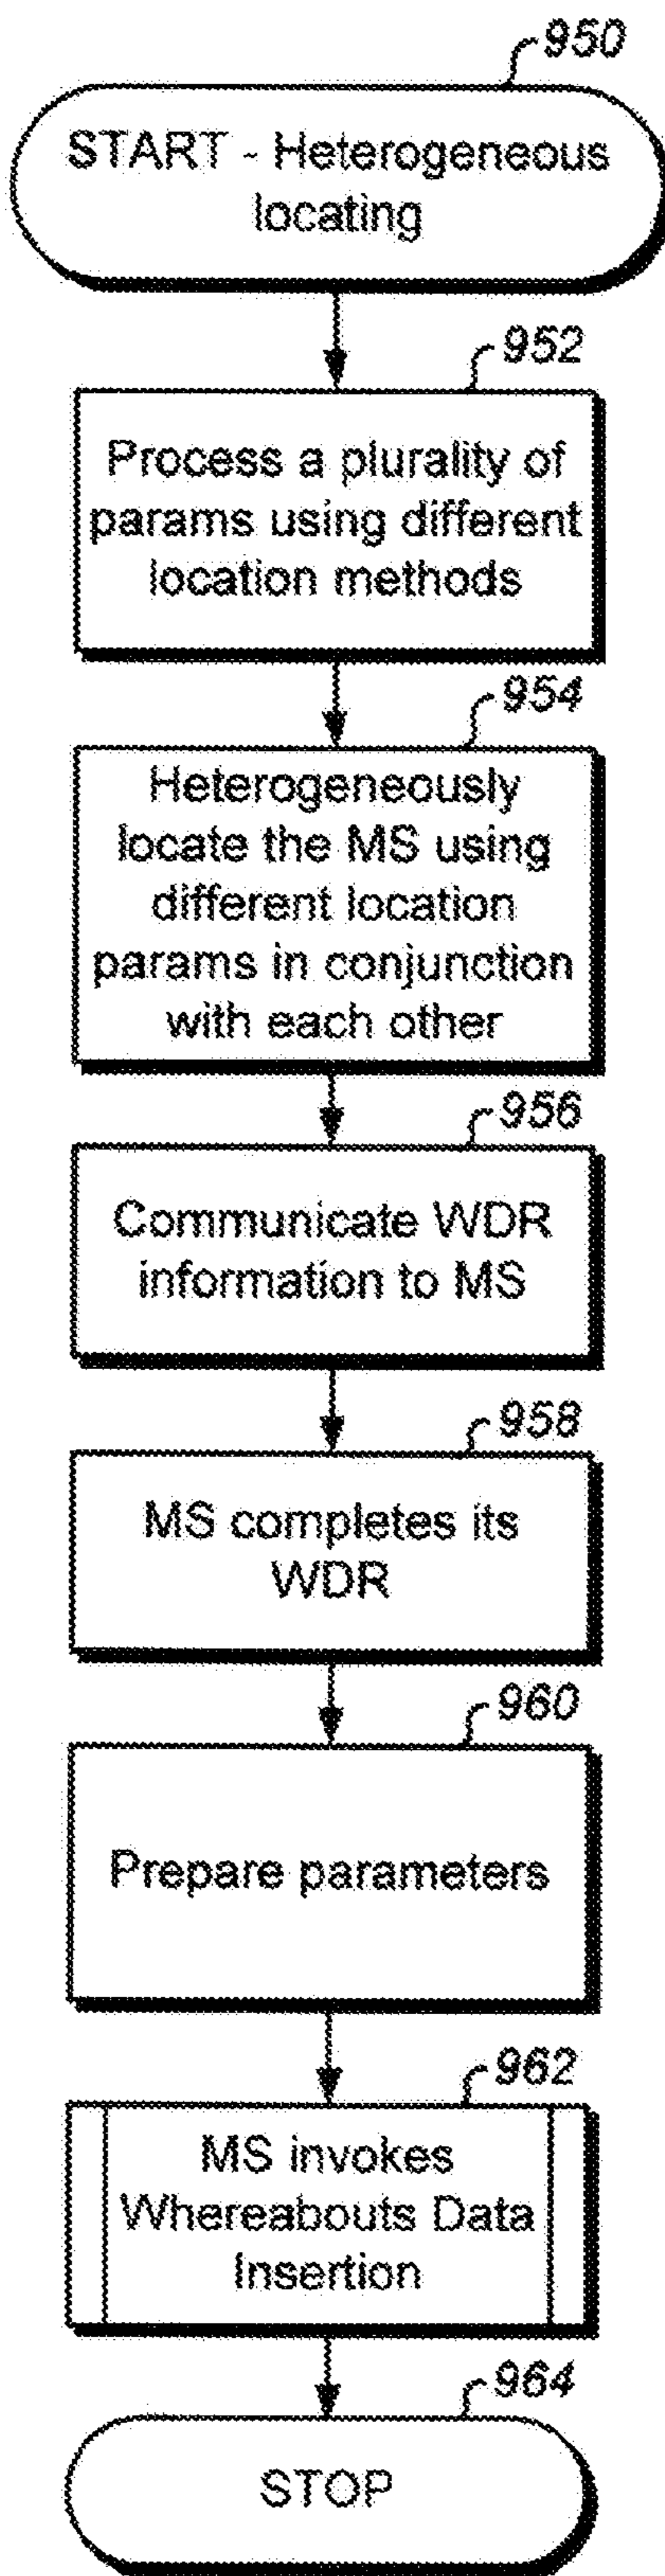 950
START - Heterogeneous
locating
952
Process a plurality of
params using different
location methods
954
Heterogeneously
locate the MS using
different location
params in conjunction
with each other
956
Communicate WDR
information to MS
958
MS completes its
WDR
960
Prepare parameters
962
MS invokes
Whereabouts Data
Insertion
964
STOP